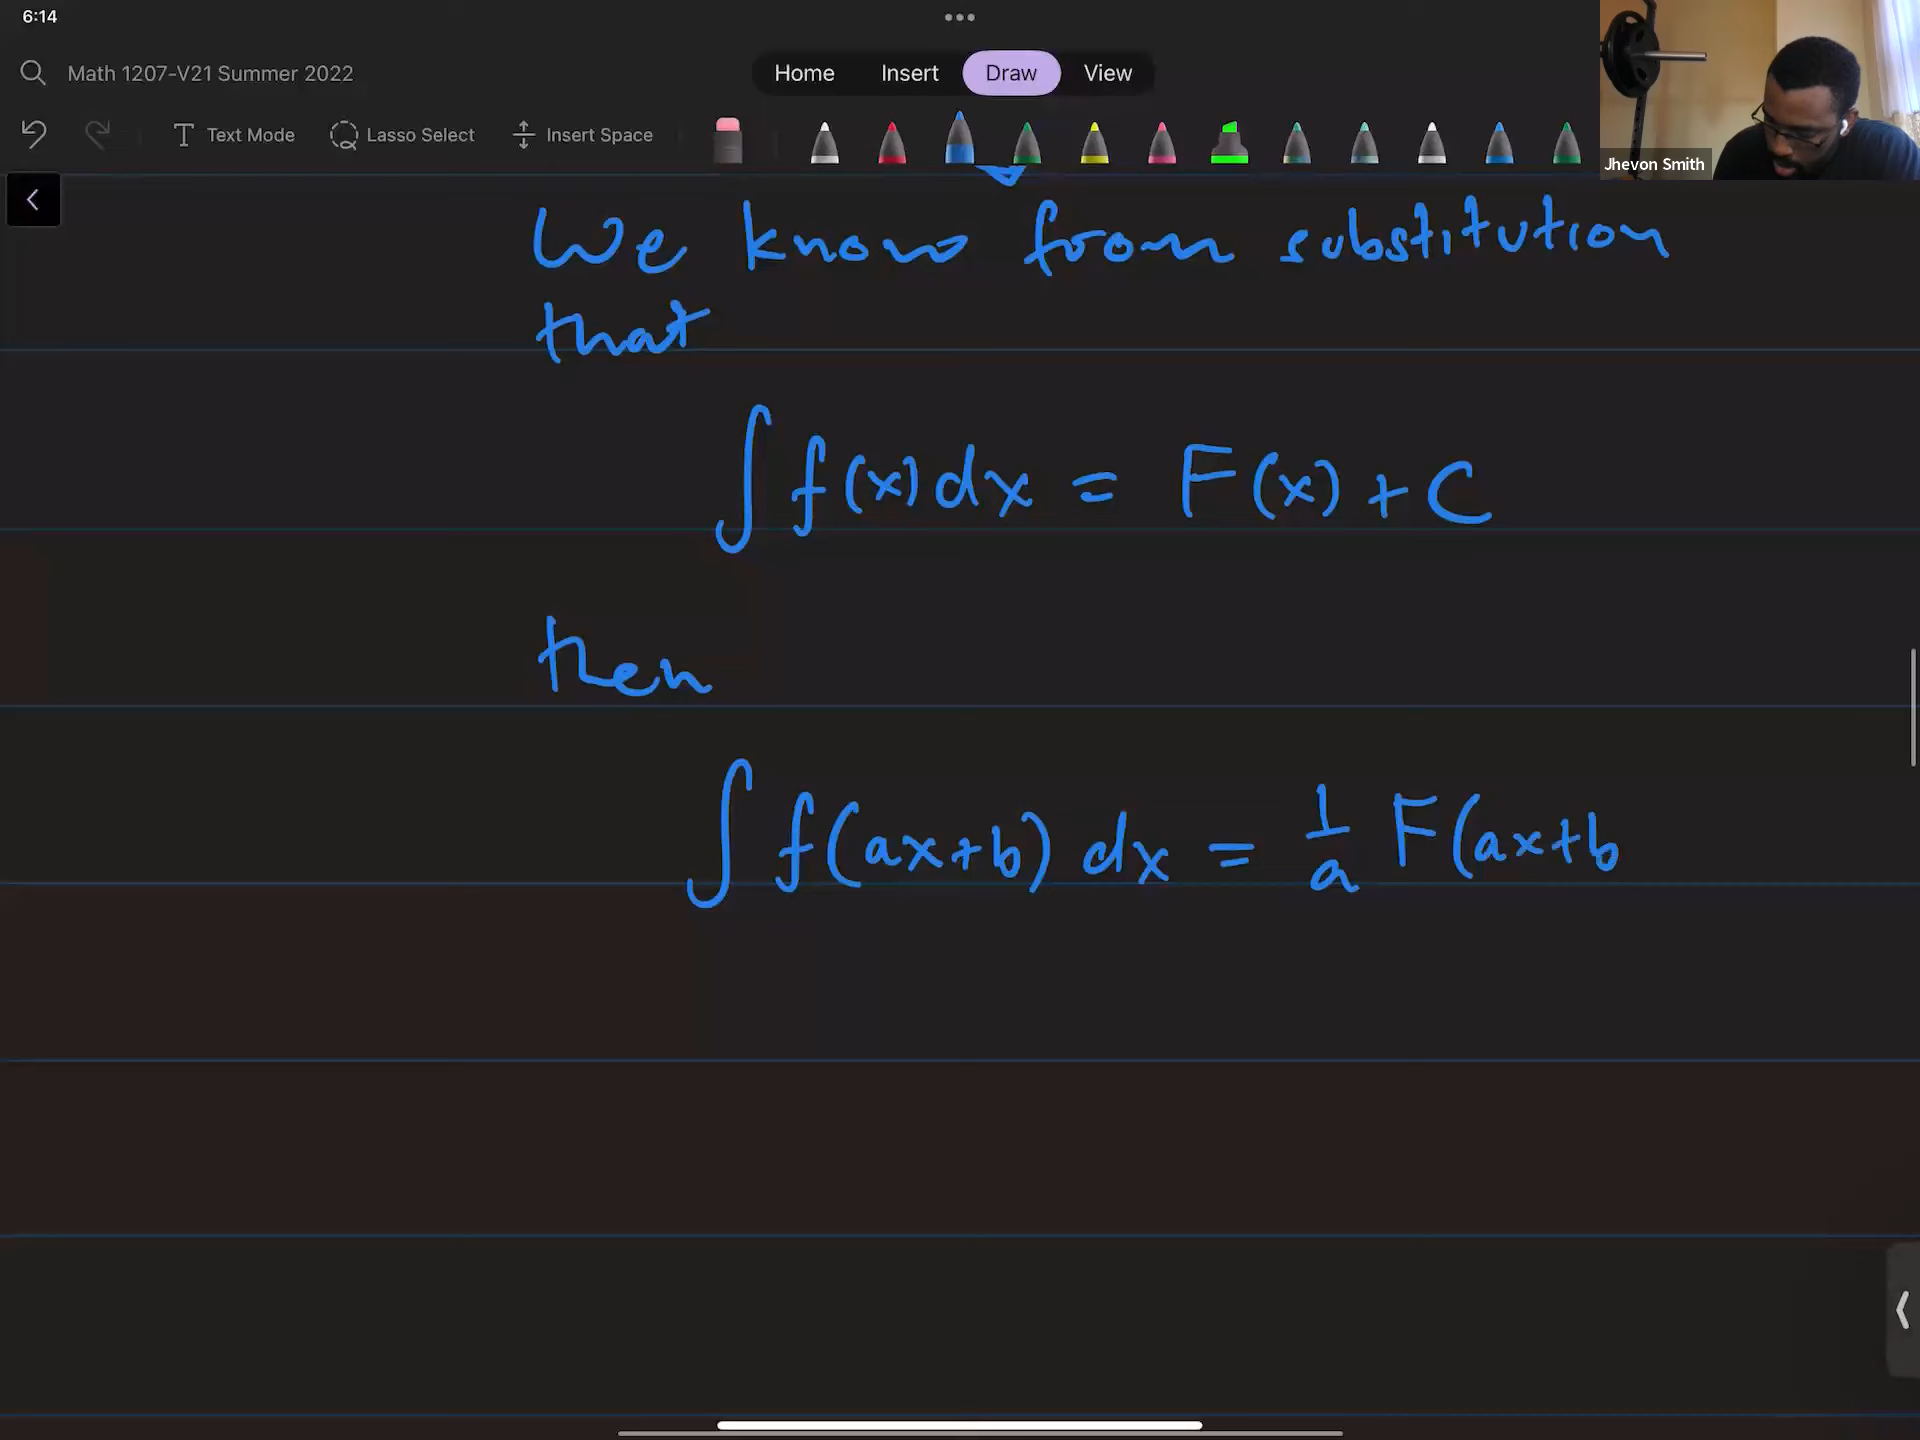 6:14
Math 1207-V21 Summer 2022
Home Insert Draw View
Text Mode Lasso Select Insert Space
Jhevon Smith
We know from substitution
that
∫ f(x) dx = F(x) + C
then
∫ f(ax+b) dx = 1/a F(ax+b